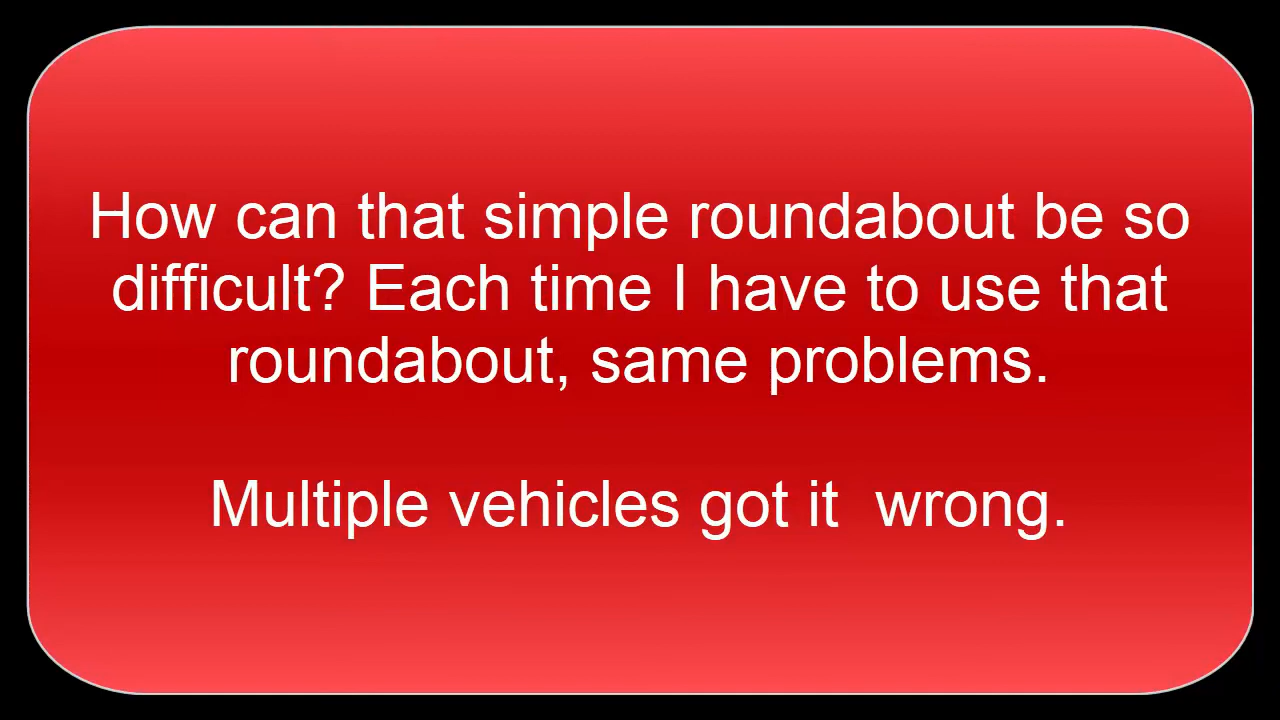 How can that simple roundabout be so
difficult? Each time I have to use that
roundabout, same problems.
Multiple vehicles got it  wrong.